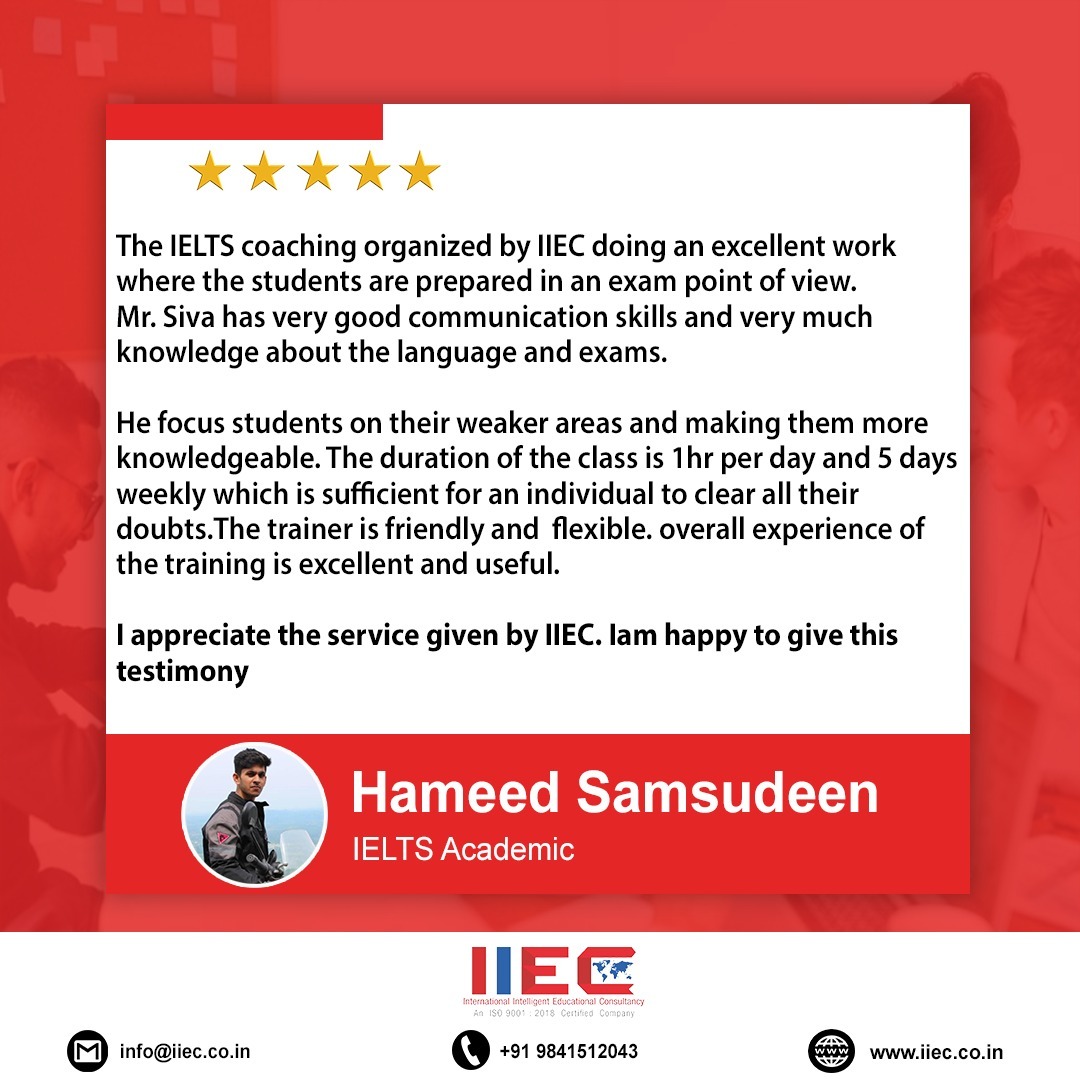 The IELTS coaching organized by IIEC doing an excellent work
where the students are prepared in an exam point of view.
Mr. Siva has very good communication skills and very much
knowledge about the language and exams.
He focus students on their weaker areas and making them more
knowledgeable. The duration of the class is 1hr per day and 5 days
weekly which is sufficient for an individual to clear all their
doubts.The trainer is friendly and  flexible. overall experience of
the training is excellent and useful.
I appreciate the service given by IIEC. Iam happy to give this
testimony
Hameed Samsudeen
IELTS Academic
IIEC
International Intelligent Educational Consultancy
An ISO 9001 : 2018 Certified Company
info@iiec.co.in
+91 9841512043
www.iiec.co.in